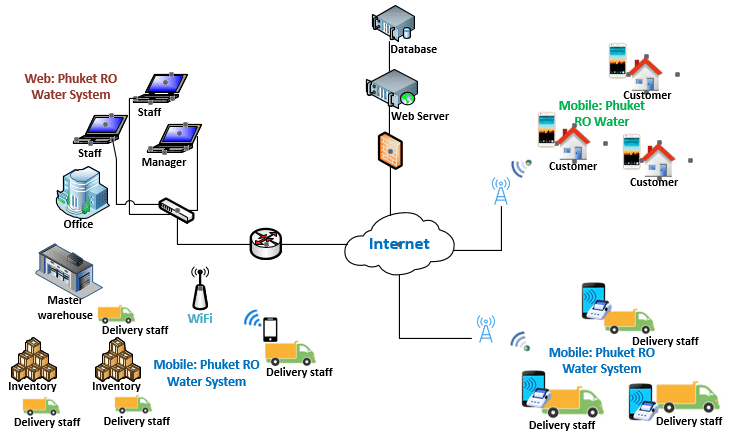 Database
Web Server
Web: Phuket RO
Water System
Staff
Staff
Manager
Office
Internet
Customer
Mobile: Phuket
RO Water
Customer
Customer
Master
warehouse
Delivery staff
WiFi
Inventory
Inventory
Delivery staff
Delivery staff
Mobile: Phuket RO
Water System
Delivery staff
Delivery staff
Mobile: Phuket RO
Water System
Delivery staff
Delivery staff